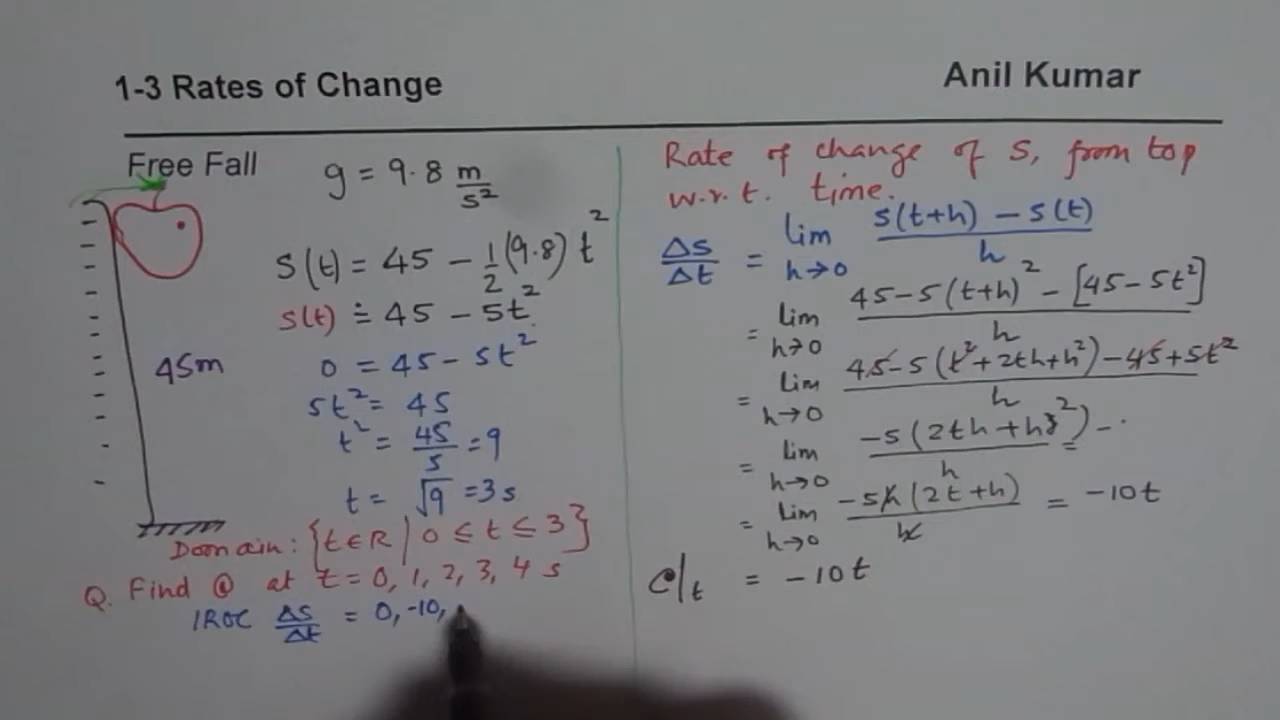 1-3 Rates of Change
Anil Kumar
Free Fall
g = 9.8 m/s²
s(t) = 45 - 1/2 (9.8) t²
s(t) ≐ 45 - 5t²
45m
0 = 45 - 5t²
5t² = 45
t² = 45/5 = 9
t = √9 = 3 s
Domain: {t∈R | 0 ≤ t ≤ 3}
Q. Find @ at t = 0, 1, 2, 3, 4 s
IROC Δs/Δt = 0, -10,
Rate of change of S, from top
w.r.t. time.
Δs/Δt = lim h→0 s(t+h) - s(t) / h
= lim h→0 45-5(t+h)² - [45-5t²] / h
= lim h→0 45-5(t²+2th+h²)-45+5t² / h
= lim h→0 -5(2th+h²) / h
= lim h→0 -5h(2t+h) / h = -10t
= -10t